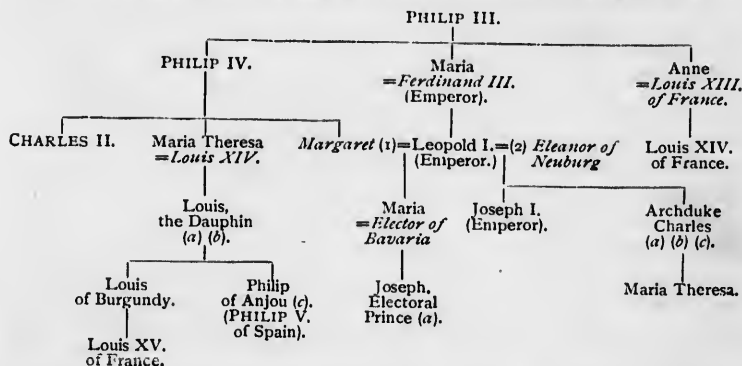 PHILIP III.
PHILIP IV.
Maria
=Ferdinand III.
(Emperor).
Anne
=Louis XIII.
of France.
CHARLES II.
Maria Theresa
=Louis XIV.
Margaret (1)=Leopold I.=(2) Eleanor of
(Emperor.) Neuburg
Louis XIV.
of France.
Louis,
the Dauphin
(a) (b).
Maria
=Elector of
Bavaria
Joseph I.
(Emperor).
Archduke
Charles
(a) (b) (c).
Louis
of Burgundy.
Philip
of Anjou (c).
(PHILIP V.
of Spain).
Joseph.
Electoral
Prince (a).
Maria Theresa.
Louis XV.
of France.